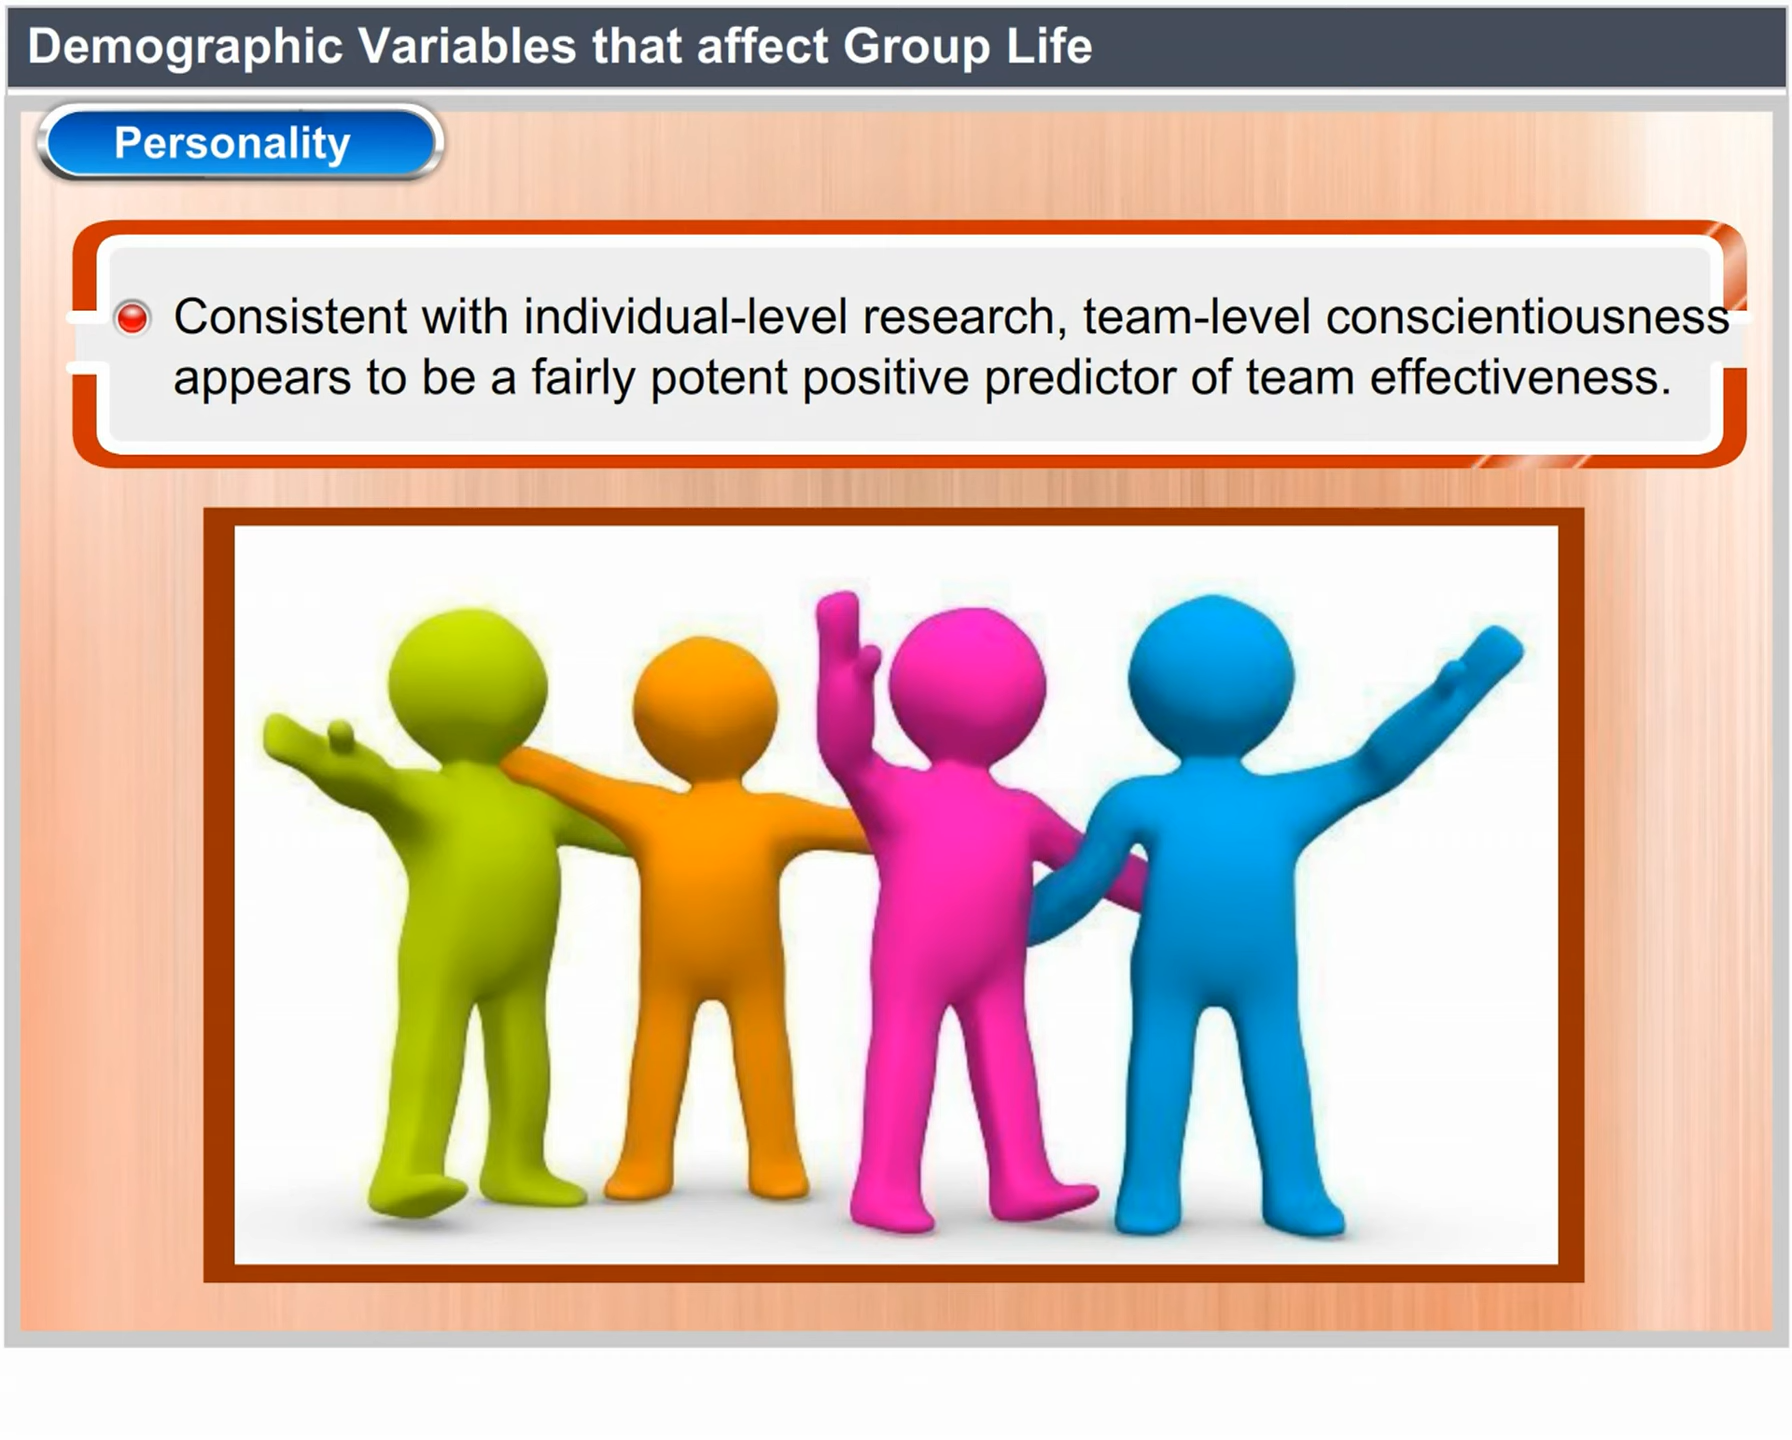 Demographic Variables that affect Group Life
Personality
Consistent with individual-level research, team-level conscientiousness
appears to be a fairly potent positive predictor of team effectiveness.